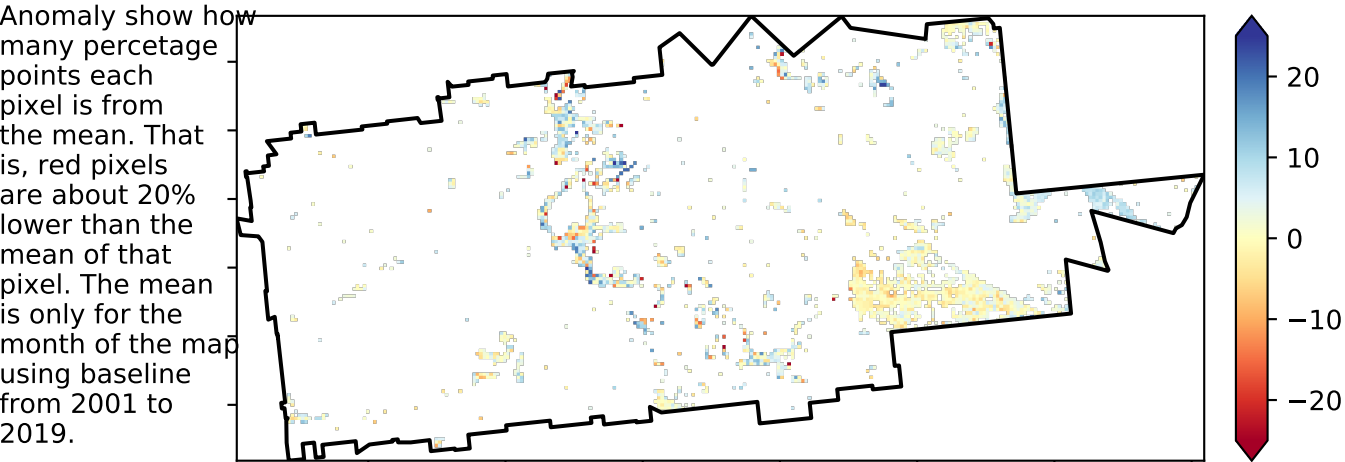 Anomaly show how
many percetage
points each
pixel is from
the mean. That
is, red pixels
are about 20%
lower than the
mean of that
pixel. The mean
is only for the
month of the map
using baseline
from 2001 to
2019.
20
10
0
−10
−20